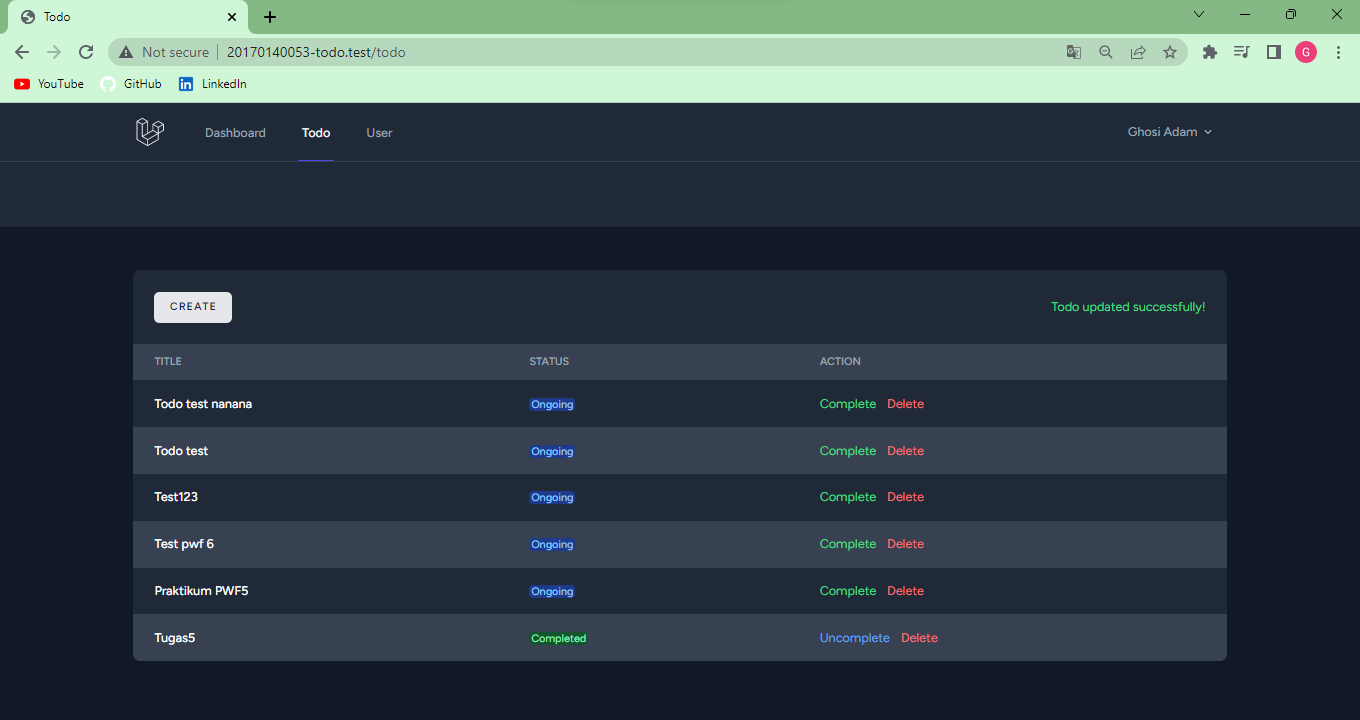 Todo
Not secure 20170140053-todo.test/todo
G
YouTube GitHub LinkedIn
Dashboard Todo User Ghosi Adam
CREATE Todo updated successfully!
TITLE STATUS ACTION
Todo test nanana Ongoing Complete Delete
Todo test Ongoing Complete Delete
Test123 Ongoing Complete Delete
Test pwf 6 Ongoing Complete Delete
Praktikum PWF5 Ongoing Complete Delete
Tugas5 Completed Uncomplete Delete